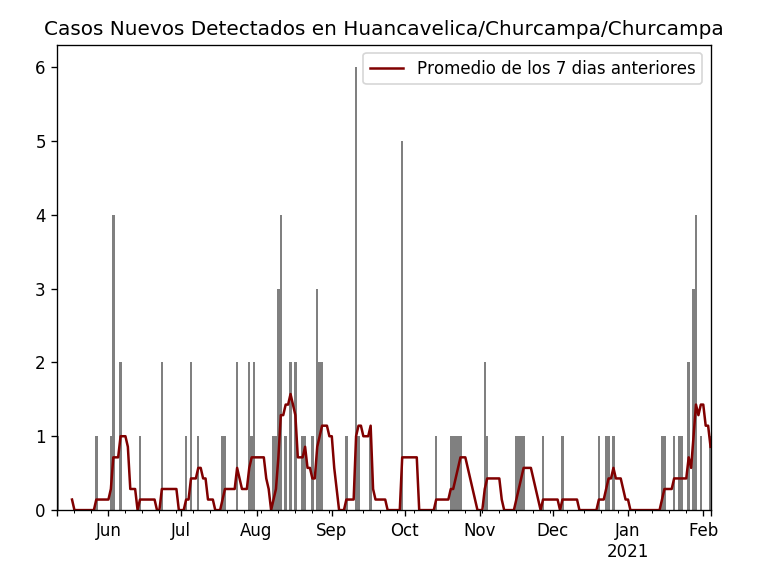 Casos Nuevos Detectados en Huancavelica/Churcampa/Churcampa
Promedio de los 7 dias anteriores
6
5
4
3
2
1
0
Jun Jul Aug Sep Oct Nov Dec Jan Feb
2021